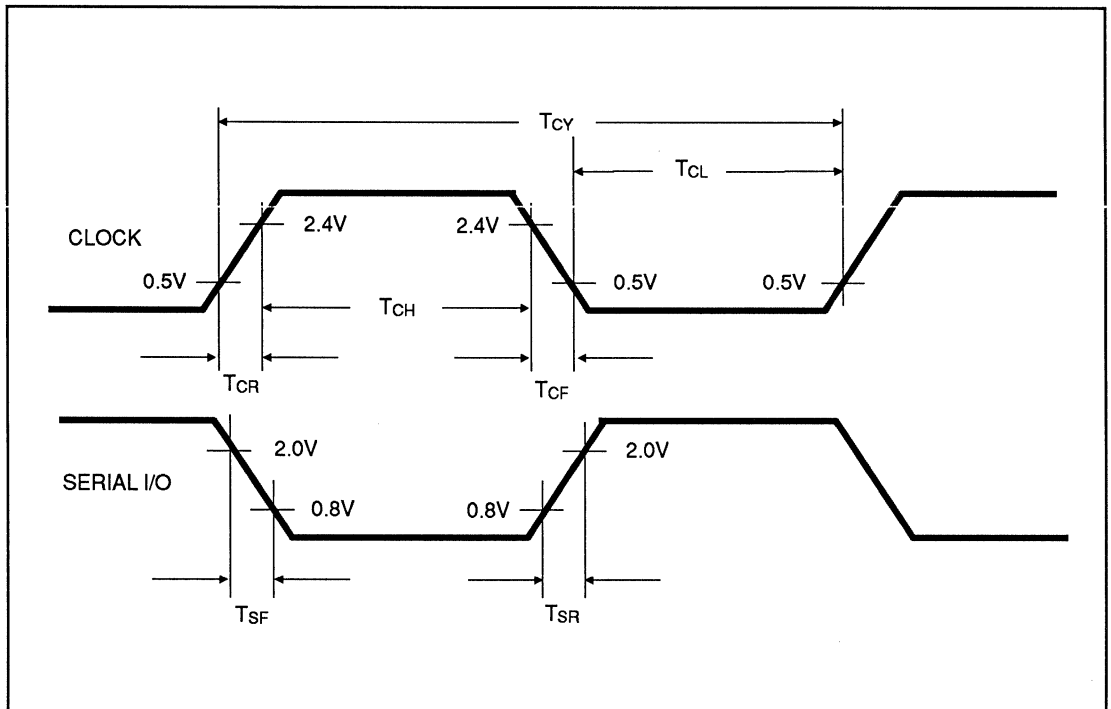 TCY
TCL
CLOCK
2.4V
2.4V
0.5V
0.5V
0.5V
TCH
TCR
TCF
2.0V
2.0V
SERIAL I/O
0.8V
0.8V
TSF
TSR